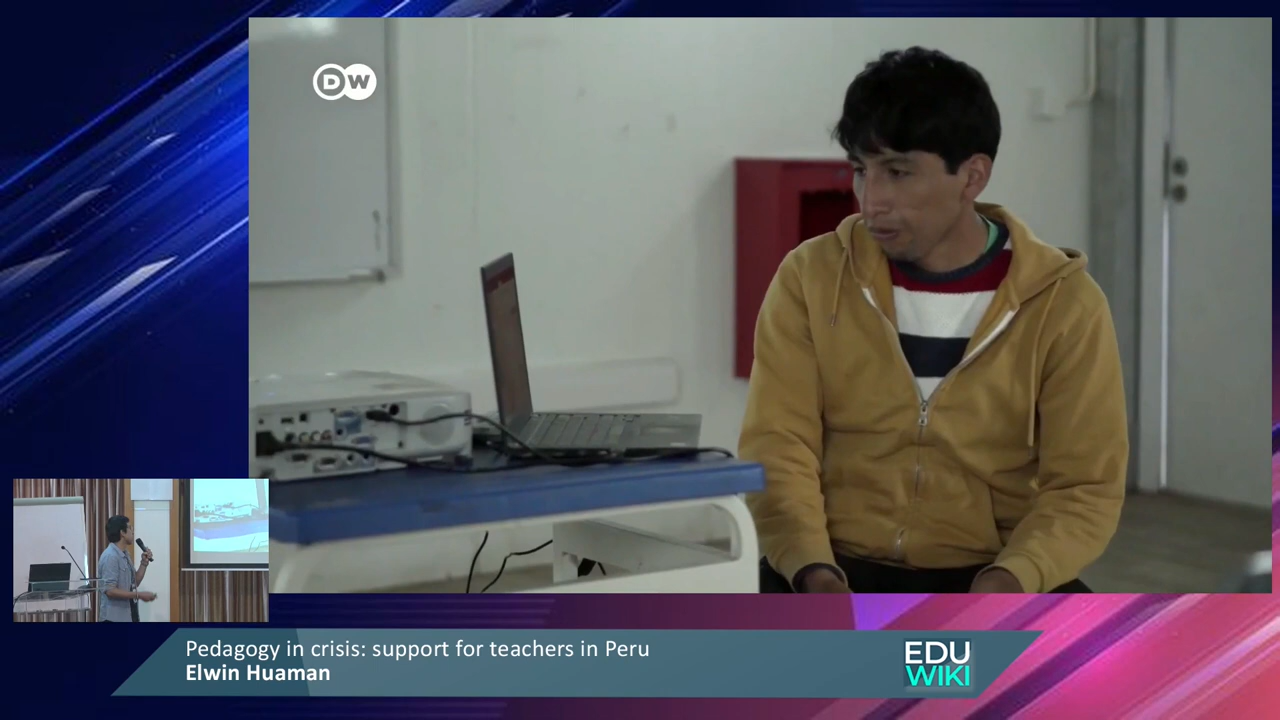 DW
Pedagogy in crisis: support for teachers in Peru
Elwin Huaman
EDU
WIKI